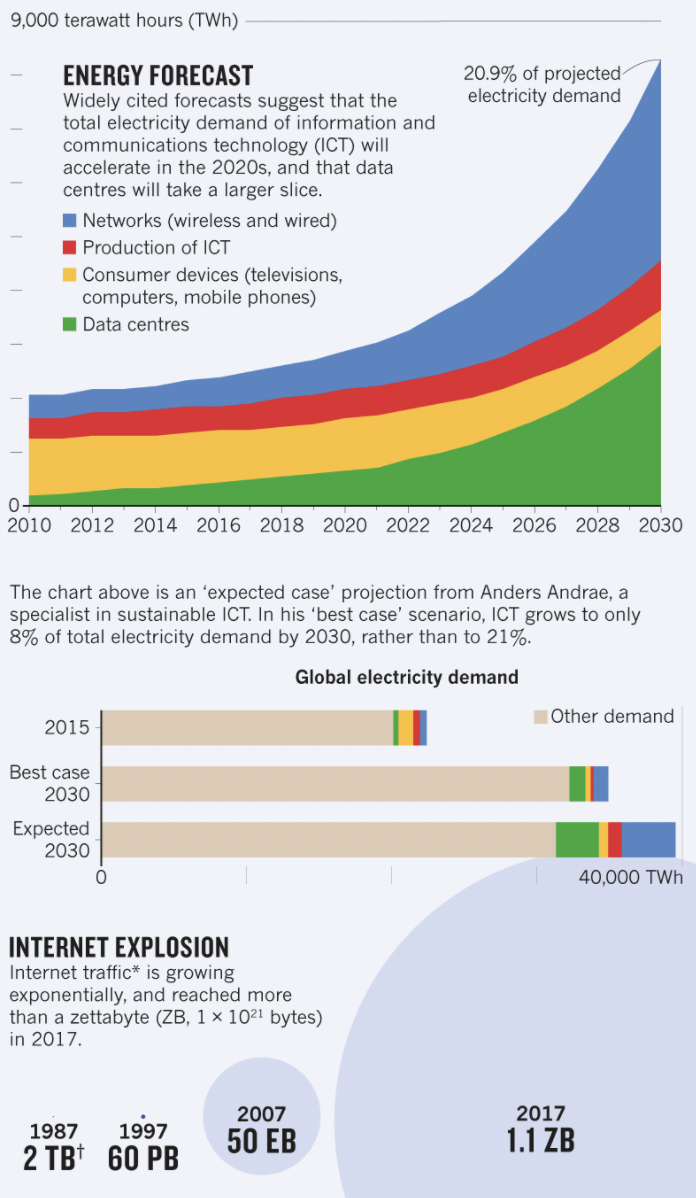 9,000 terawatt hours (TWh)
ENERGY FORECAST
Widely cited forecasts suggest that the
total electricity demand of information and
communications technology (ICT) will
accelerate in the 2020s, and that data
centres will take a larger slice.
20.9% of projected
electricity demand
Networks (wireless and wired)
Production of ICT
Consumer devices (televisions,
computers, mobile phones)
Data centres
0
2010 2012 2014 2016 2018 2020 2022 2024 2026 2028 2030
The chart above is an ‘expected case’ projection from Anders Andrae, a
specialist in sustainable ICT. In his ‘best case’ scenario, ICT grows to only
8% of total electricity demand by 2030, rather than to 21%.
Global electricity demand
2015
Other demand
Best case
2030
Expected
2030
0 40,000 TWh
INTERNET EXPLOSION
Internet traffic* is growing
exponentially, and reached more
than a zettabyte (ZB, 1 × 10²¹ bytes)
in 2017.
1987
2 TB†
1997
60 PB
2007
50 EB
2017
1.1 ZB